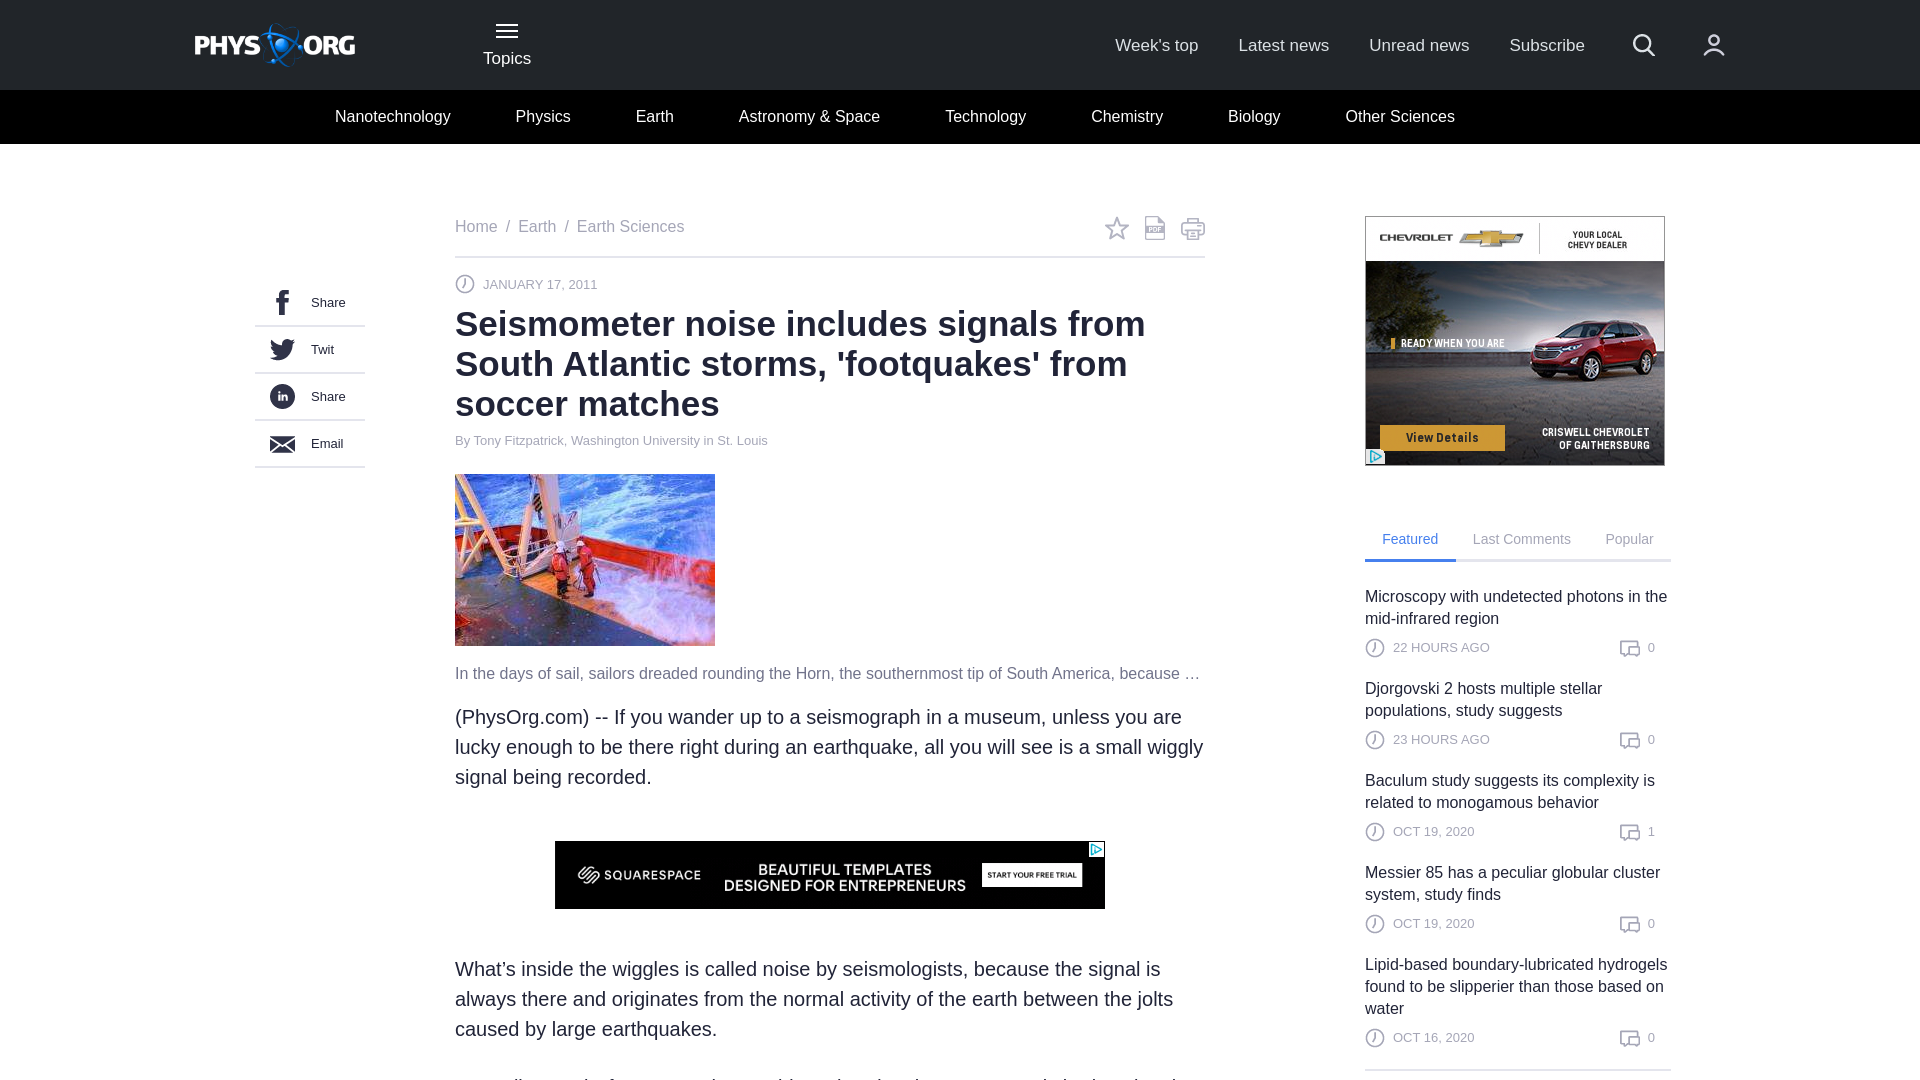 PHYS ORG
Topics
Week's top
Latest news
Unread news
Subscribe
Nanotechnology
Physics
Earth
Astronomy & Space
Technology
Chemistry
Biology
Other Sciences
Share
Twit
Share
Email
Home / Earth / Earth Sciences
PDF
JANUARY 17, 2011
Seismometer noise includes signals from
South Atlantic storms, 'footquakes' from
soccer matches
By Tony Fitzpatrick, Washington University in St. Louis
In the days of sail, sailors dreaded rounding the Horn, the southernmost tip of South America, because …
(PhysOrg.com) -- If you wander up to a seismograph in a museum, unless you are
lucky enough to be there right during an earthquake, all you will see is a small wiggly
signal being recorded.
SQUARESPACE
BEAUTIFUL TEMPLATES
DESIGNED FOR ENTREPRENEURS
START YOUR FREE TRIAL
What’s inside the wiggles is called noise by seismologists, because the signal is
always there and originates from the normal activity of the earth between the jolts
caused by large earthquakes.
CHEVROLET
YOUR LOCAL
CHEVY DEALER
READY WHEN YOU ARE
View Details
CRISWELL CHEVROLET
OF GAITHERSBURG
Featured
Last Comments
Popular
Microscopy with undetected photons in the
mid-infrared region
22 HOURS AGO
0
Djorgovski 2 hosts multiple stellar
populations, study suggests
23 HOURS AGO
0
Baculum study suggests its complexity is
related to monogamous behavior
OCT 19, 2020
1
Messier 85 has a peculiar globular cluster
system, study finds
OCT 19, 2020
0
Lipid-based boundary-lubricated hydrogels
found to be slipperier than those based on
water
OCT 16, 2020
0